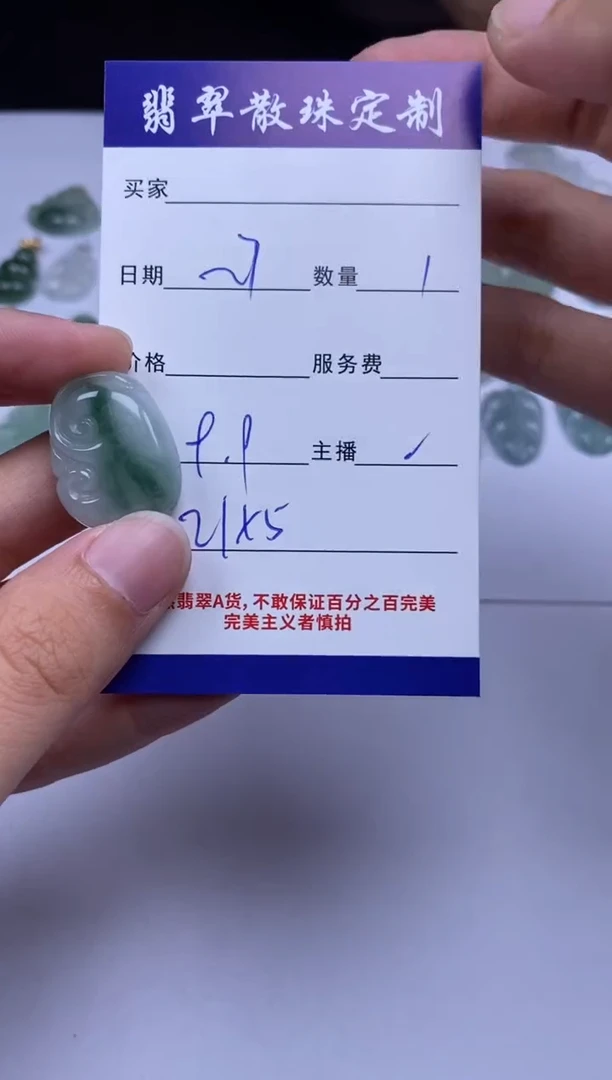 翡翠散珠定制
买家
日期 数量 1
价格 服务费
主播 ✓
21x5
翡翠A货,不敢保证百分之百完美
完美主义者慎拍